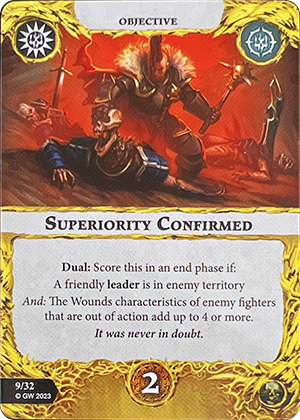 OBJECTIVE
SUPERIORITY CONFIRMED
Dual: Score this in an end phase if:
A friendly leader is in enemy territory
And: The Wounds characteristics of enemy fighters
that are out of action add up to 4 or more.
It was never in doubt.
9/32
© GW 2023
2